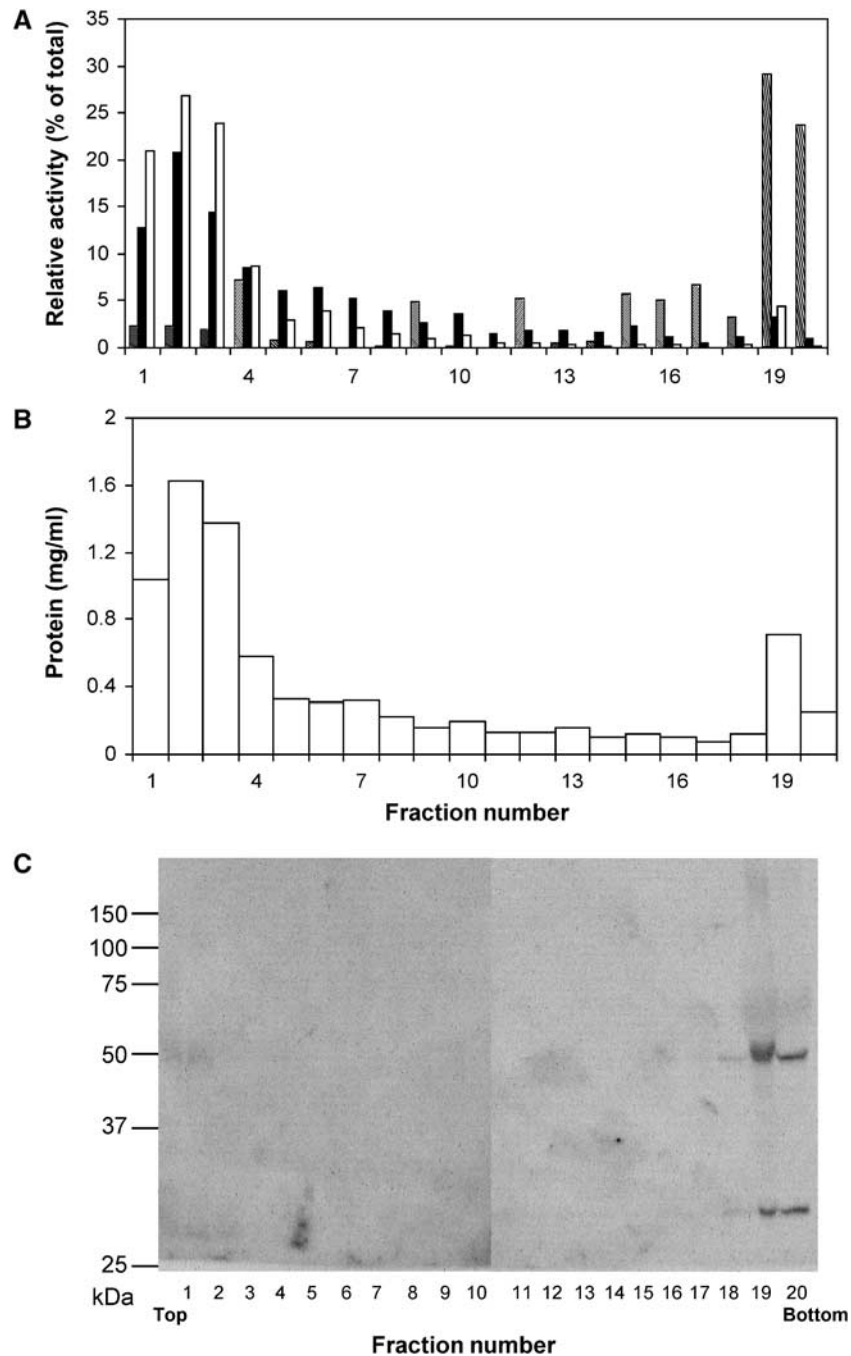 A
Relative activity (% of total)
35
30
25
20
15
10
5
0
1 4 7 10 13 16 19
B
Protein (mg/ml)
2
1.6
1.2
0.8
0.4
0
1 4 7 10 13 16 19
Fraction number
C
150
100
75
50
37
25
kDa
1 2 3 4 5 6 7 8 9 10 11 12 13 14 15 16 17 18 19 20
Top Bottom
Fraction number